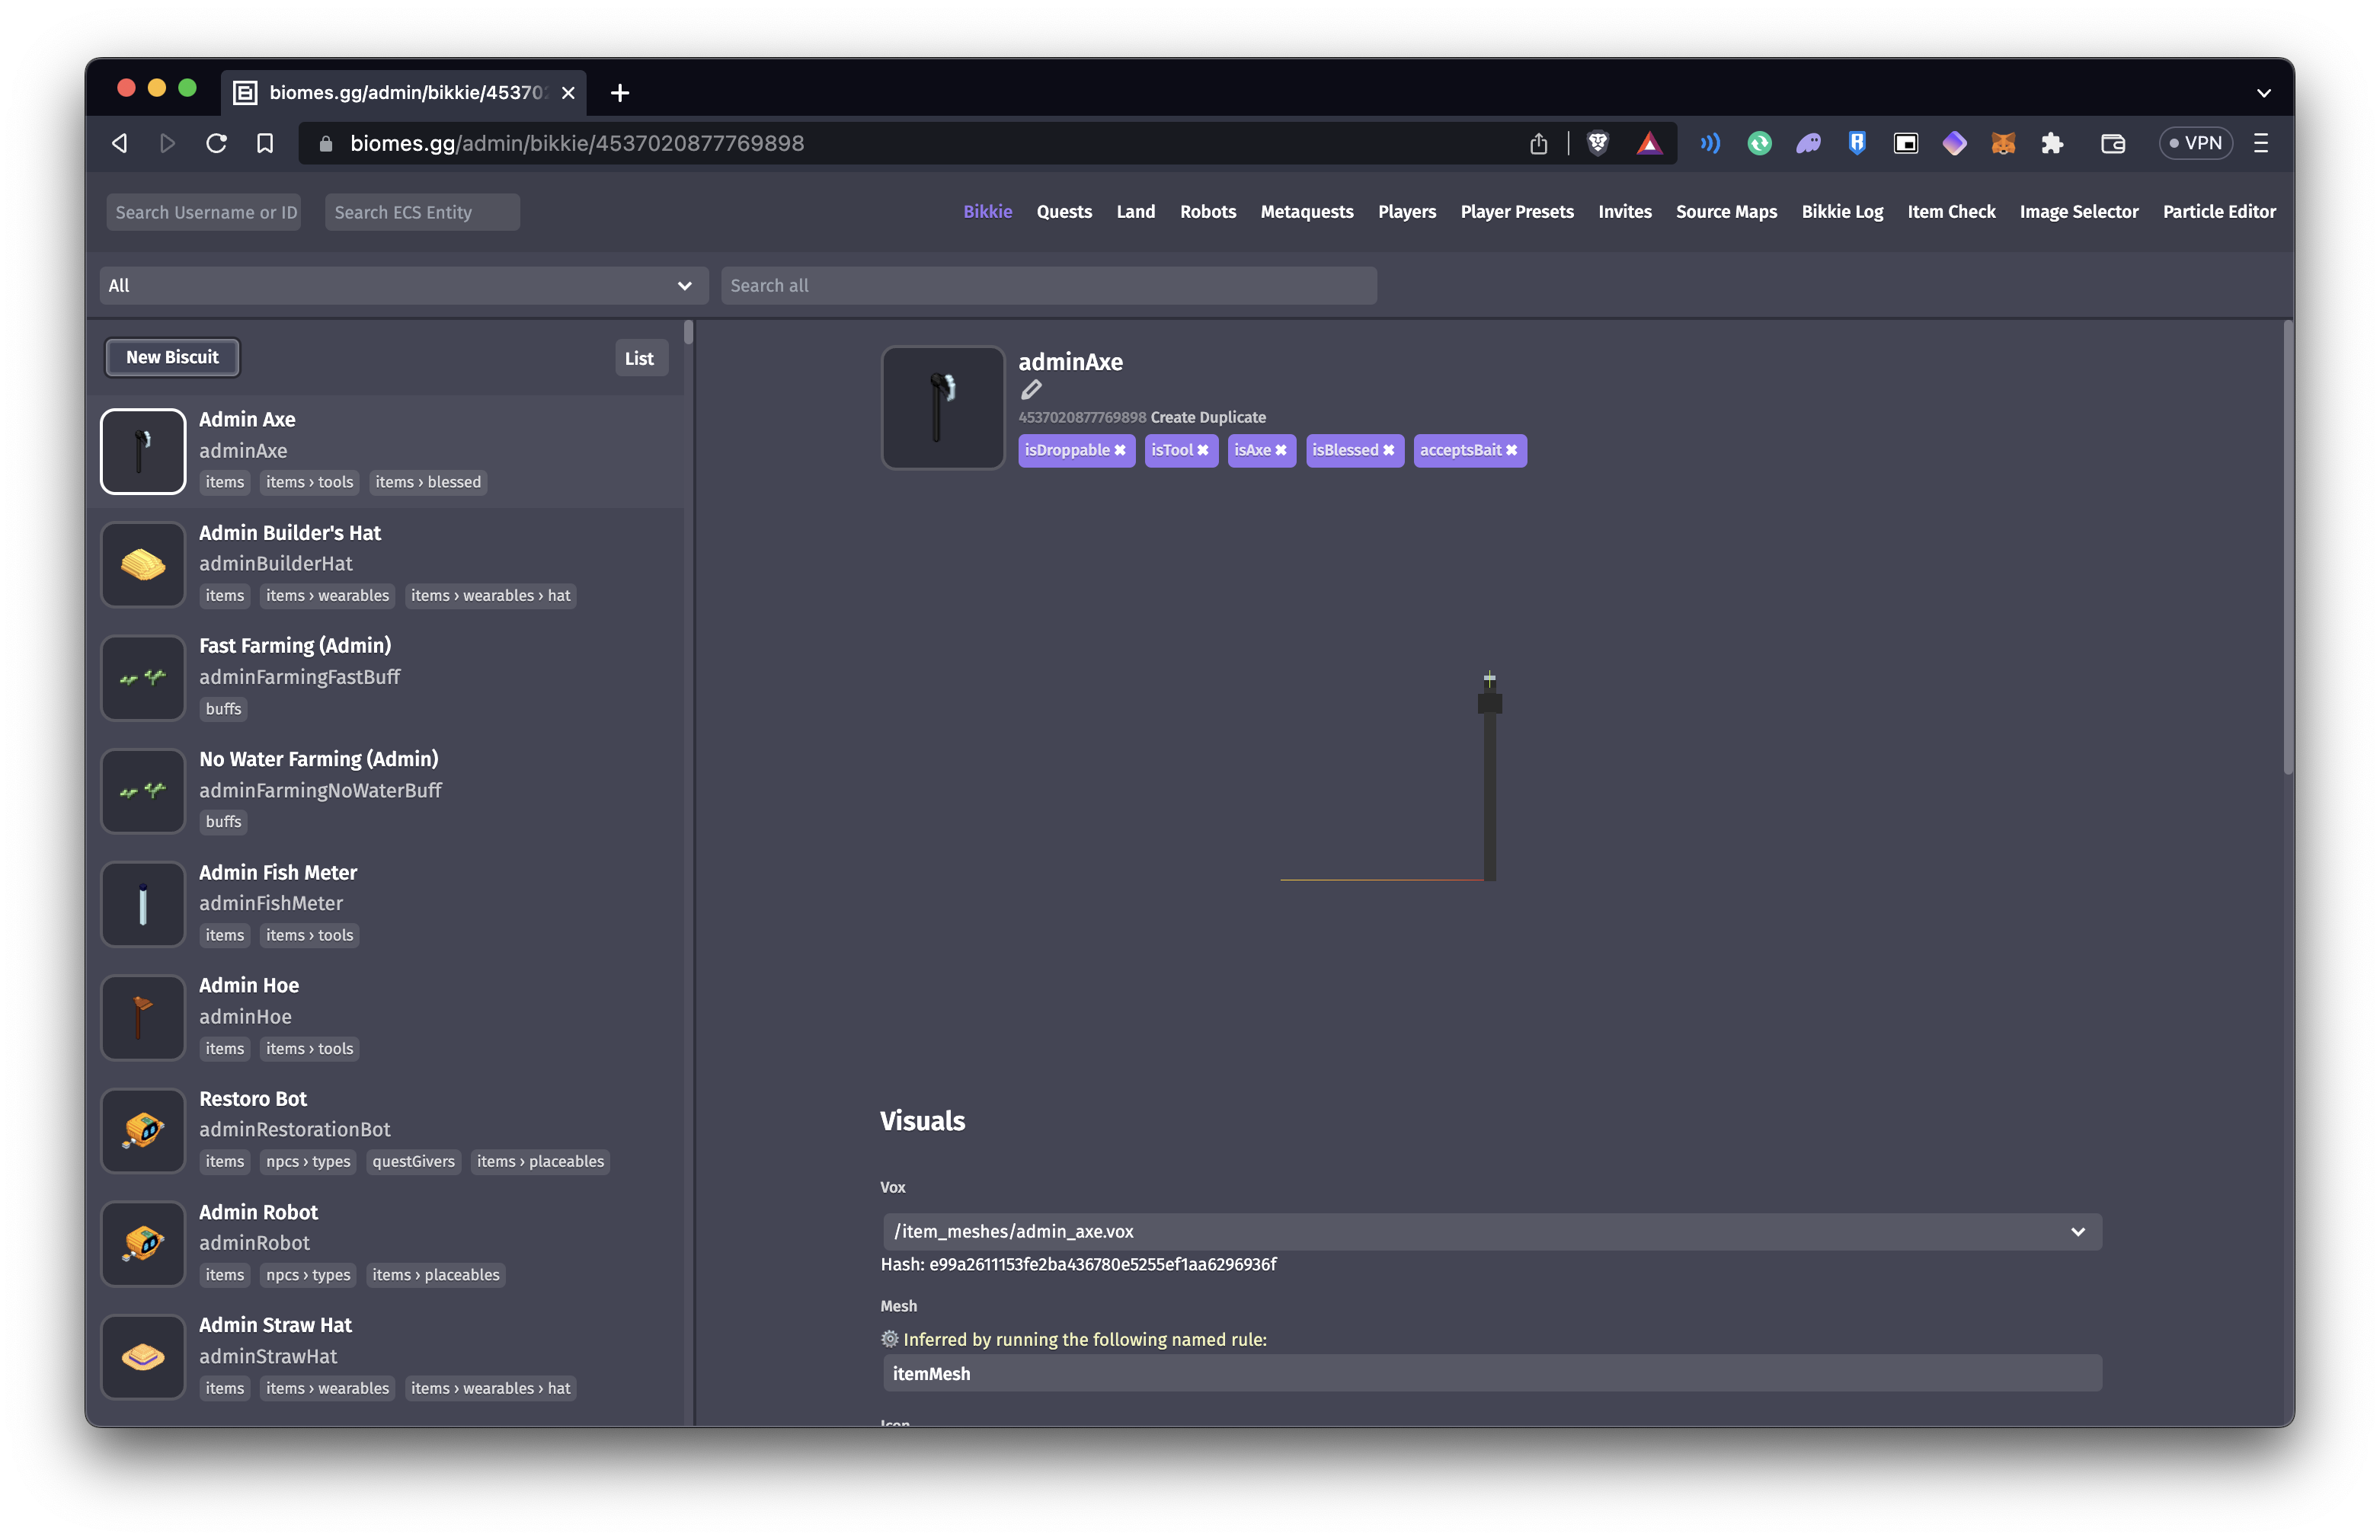 biomes.gg/admin/bikkie/45370
biomes.gg/admin/bikkie/4537020877769898
VPN
Search Username or ID
Search ECS Entity
Bikkie
Quests
Land
Robots
Metaquests
Players
Player Presets
Invites
Source Maps
Bikkie Log
Item Check
Image Selector
Particle Editor
All
Search all
New Biscuit
List
Admin Axe
adminAxe
items
items › tools
items › blessed
Admin Builder's Hat
adminBuilderHat
items
items › wearables
items › wearables › hat
Fast Farming (Admin)
adminFarmingFastBuff
buffs
No Water Farming (Admin)
adminFarmingNoWaterBuff
buffs
Admin Fish Meter
adminFishMeter
items
items › tools
Admin Hoe
adminHoe
items
items › tools
Restoro Bot
adminRestorationBot
items
npcs › types
questGivers
items › placeables
Admin Robot
adminRobot
items
npcs › types
items › placeables
Admin Straw Hat
adminStrawHat
items
items › wearables
items › wearables › hat
adminAxe
4537020877769898 Create Duplicate
isDroppable ✖
isTool ✖
isAxe ✖
isBlessed ✖
acceptsBait ✖
Visuals
Vox
/item_meshes/admin_axe.vox
Hash: e99a2611153fe2ba436780e5255ef1aa6296936f
Mesh
Inferred by running the following named rule:
itemMesh
Icon